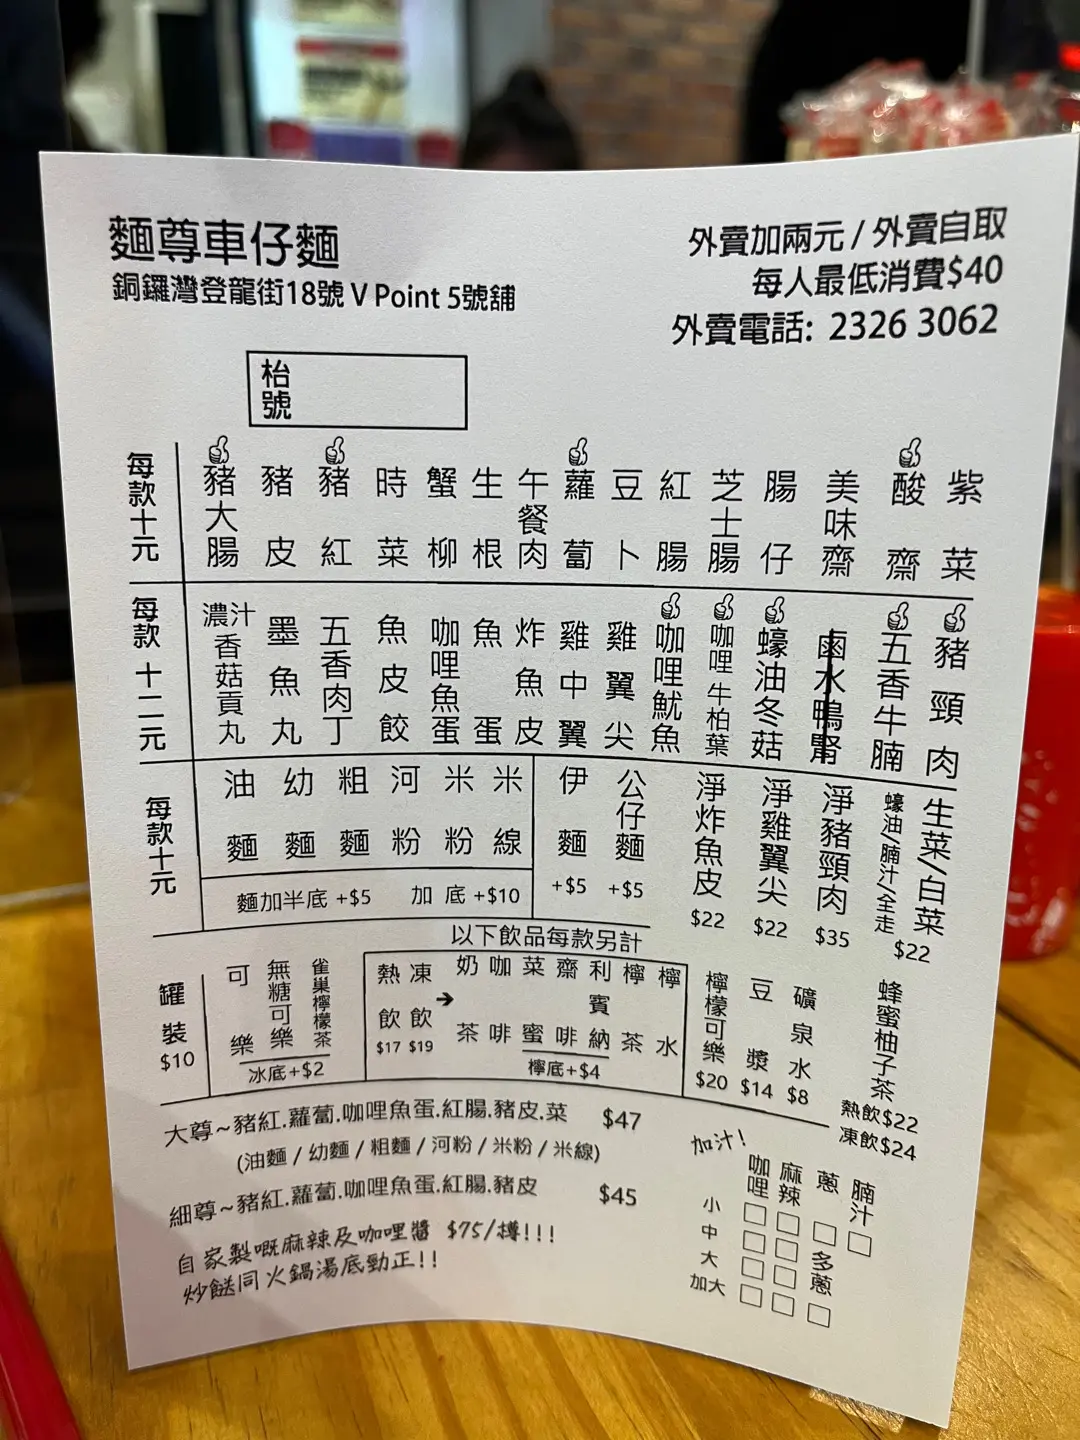 麵尊車仔麵
銅鑼灣登龍街18號 V Point 5號舖
外賣加兩元 / 外賣自取
每人最低消費$40
外賣電話: 2326 3062
枱號
每款十元
豬大腸
豬皮
豬紅
時菜
蟹柳
生根
午餐肉
蘿蔔
豆卜
紅腸
芝士腸
腸仔
美味齋
酸齋
紫菜
每款十二元
濃汁香菇貢丸
墨魚丸
五香肉丁
魚皮餃
咖哩魚蛋
魚蛋
炸魚皮
雞中翼
雞翼尖
咖哩魷魚
咖哩牛柏葉
蠔油冬菇
鹵水鴨腎
五香牛腩
豬頸肉
每款十元
油麵
幼麵
粗麵
河粉
米粉
米線
麵加半底 +$5
加底 +$10
伊麵 +$5
公仔麵 +$5
淨炸魚皮 $22
淨雞翼尖 $22
淨豬頸肉 $35
生菜/白菜
蠔油/腩汁/全走
$22
以下飲品每款另計
罐裝 $10
可樂
無糖可樂
雀巢檸檬茶
冰底+$2
熱飲 $17
凍飲 $19
➔
奶茶
咖啡
菜蜜
齋啡
利賓納
檸茶
檸水
檸底+$4
檸檬可樂 $20
豆漿 $14
礦泉水 $8
蜂蜜柚子茶
熱飲$22
凍飲$24
大尊~豬紅.蘿蔔.咖哩魚蛋.紅腸.豬皮.菜 $47
(油麵 / 幼麵 / 粗麵 / 河粉 / 米粉 / 米線)
細尊~豬紅.蘿蔔.咖哩魚蛋.紅腸.豬皮 $45
自家製嘅麻辣及咖哩醬 $75/樽!!!
炒餸同火鍋湯底勁正!!
加汁!
咖哩 麻辣 蔥 腩汁
小
中
大 多蔥
加大